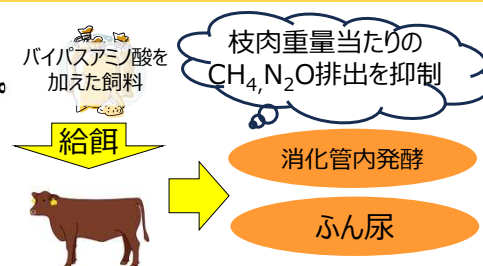 バイパスアミノ酸を
加えた飼料
給餌
枝肉重量当たりの
CH4,N2O排出を抑制
消化管内発酵
ふん尿